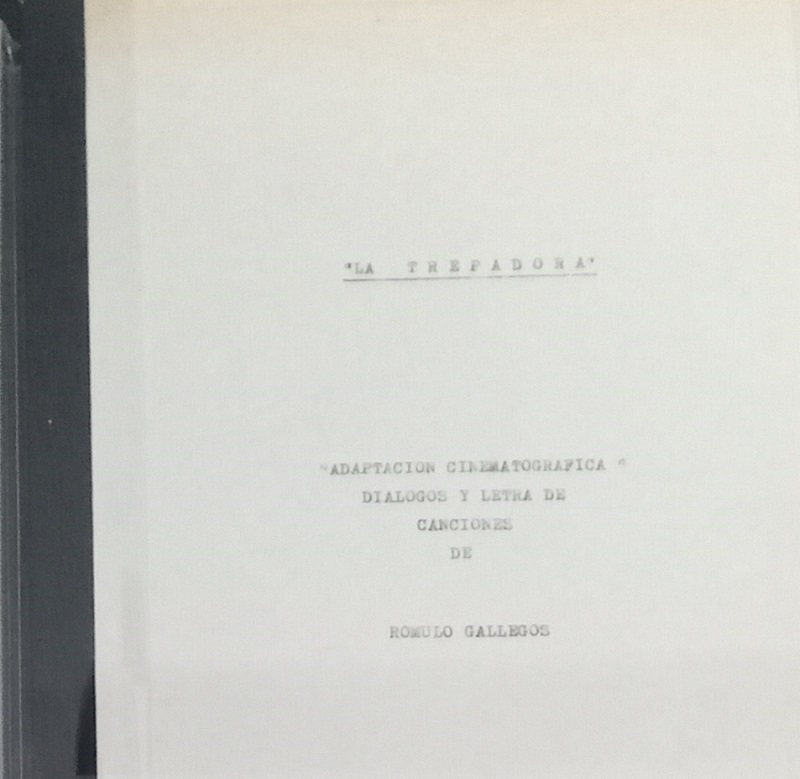 "LA T R E P A D O R A"
"ADAPTACION CINEMATOGRAFICA "
DIALOGOS Y LETRA DE
CANCIONES
DE
ROMULO GALLEGOS